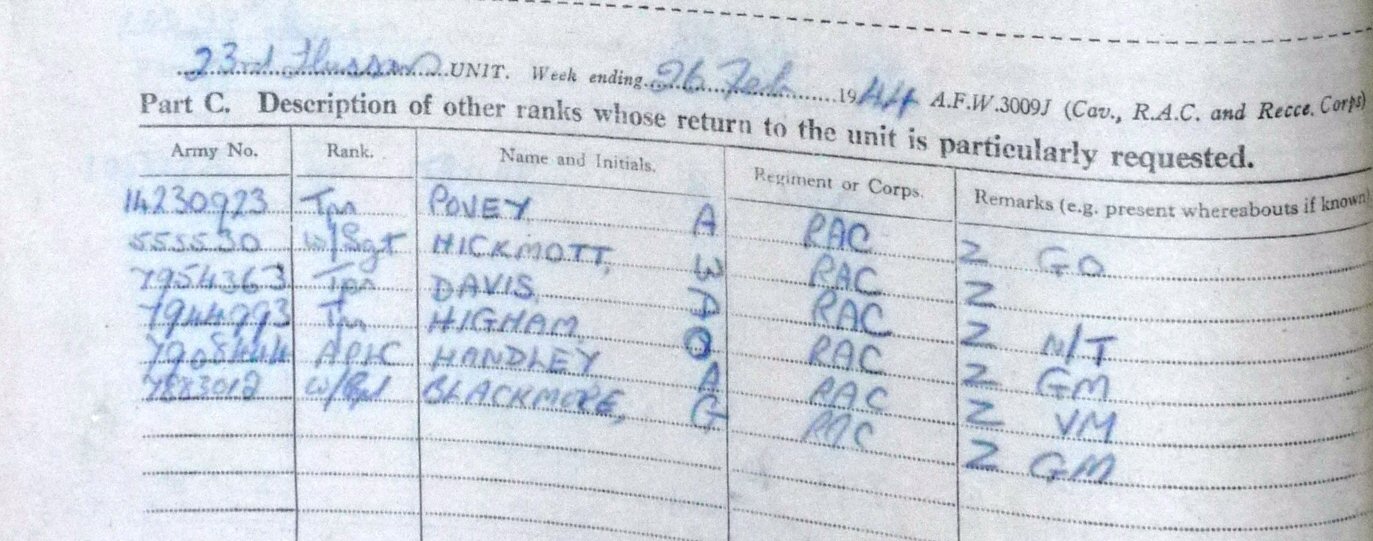 23rd Hussars UNIT. Week ending 26 Feb 1944 A.F.W.3009J (Cav., R.A.C. and Recce. Corps)
Part C. Description of other ranks whose return to the unit is particularly requested.
Army No. Rank. Name and Initials. Regiment or Corps. Remarks (e.g. present whereabouts if known)
14230923 Tpr POVEY A RAC Z GO
555530 W/Sgt HICKMOTT, W RAC Z
7954363 Tpr DAVIS, A RAC Z N/T
7944993 Tpr HIGHAM O RAC Z GM
7908444 AP/LC HANDLEY A RAC Z VM
7883012 BLACKMORE, G RAC Z GM